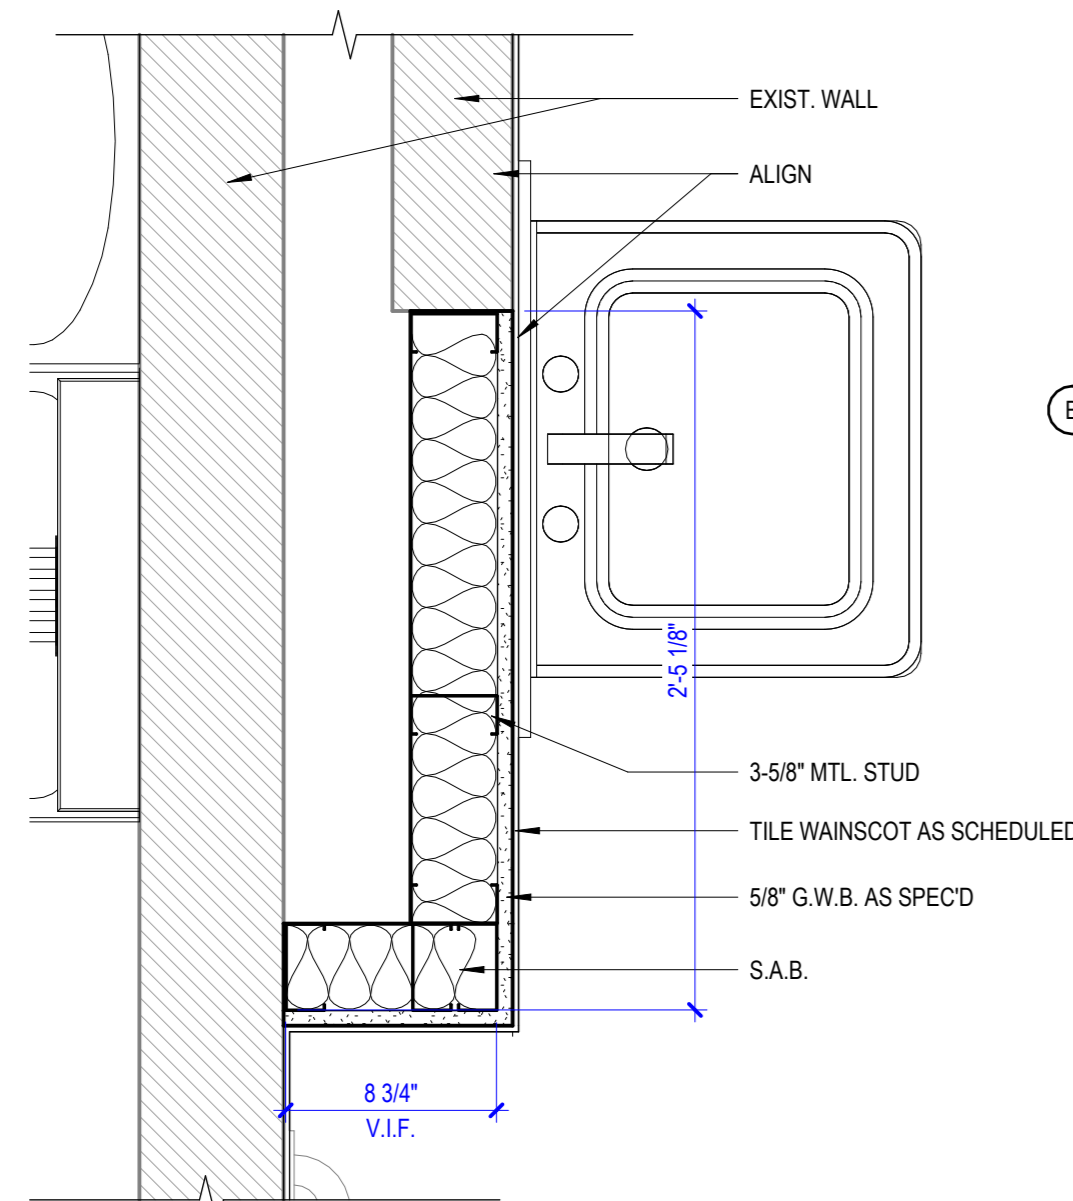 EXIST. WALL
ALIGN
E
2'-5 1/8"
3-5/8" MTL. STUD
TILE WAINSCOT AS SCHEDULED
5/8" G.W.B. AS SPEC'D
S.A.B.
8 3/4"
V.I.F.